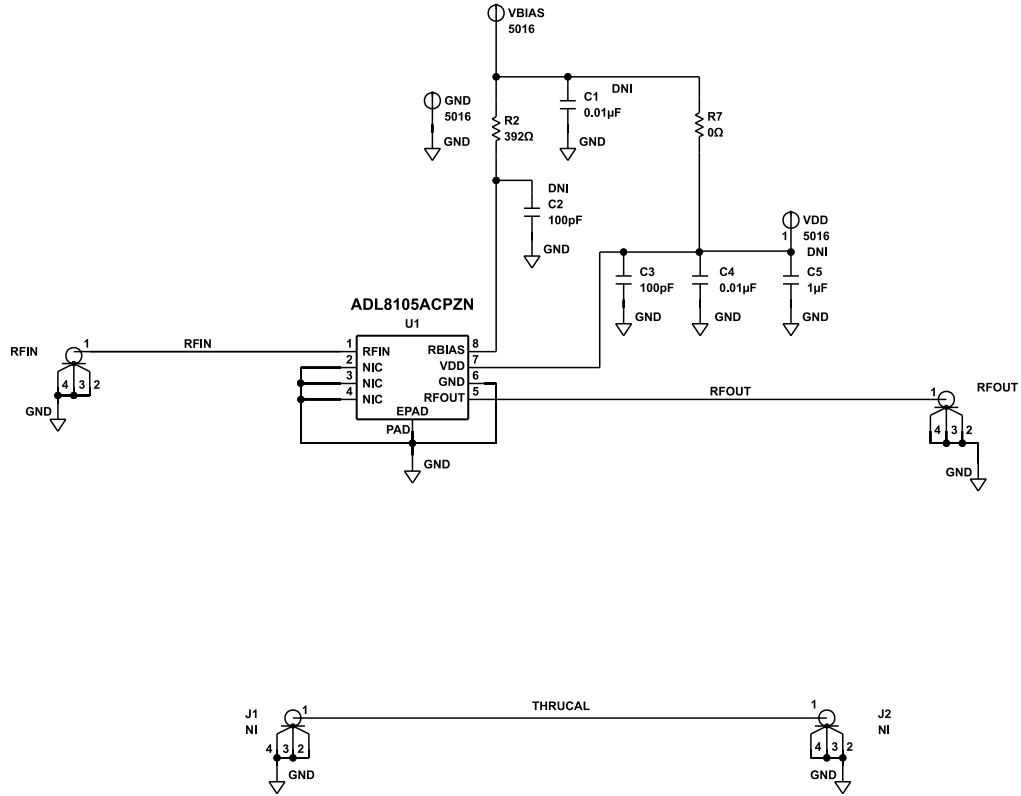 VBIAS
5016
GND
5016
GND
C1
0.01µF
DNI
GND
R2
392Ω
R7
0Ω
DNI
C2
100pF
GND
VDD
1
5016
DNI
C3
100pF
GND
C4
0.01µF
GND
C5
1µF
GND
ADL8105ACPZN
U1
RFIN
1
RFIN
4 3 2
GND
1 RFIN
2 NIC
3 NIC
4 NIC
RBIAS 8
VDD 7
GND 6
RFOUT 5
EPAD
PAD
GND
RFOUT
1
RFOUT
4 3 2
GND
J1
NI
1
4 3 2
GND
THRUCAL
1
J2
NI
4 3 2
GND